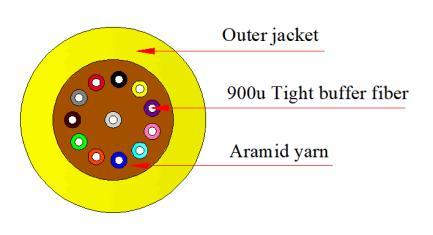 Outer jacket
900u Tight buffer fiber
Aramid yarn